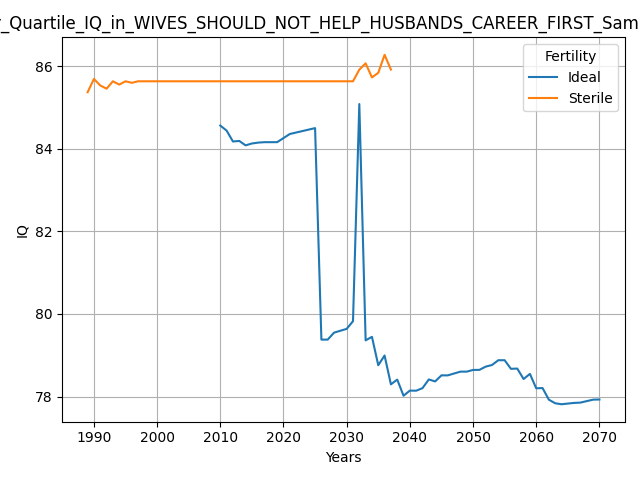 _Quartile_IQ_in_WIVES_SHOULD_NOT_HELP_HUSBANDS_CAREER_FIRST_Sam
Fertility
Ideal
Sterile
86
84
82
80
78
IQ
1990 2000 2010 2020 2030 2040 2050 2060 2070
Years